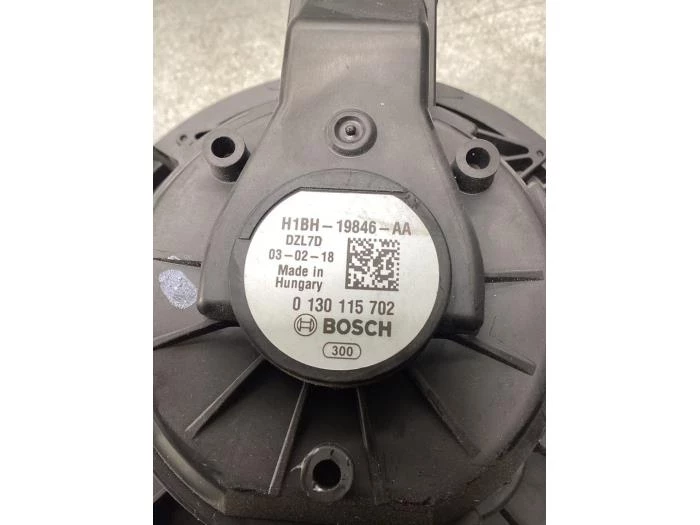 H1BH-19846-AA
DZL7D
03-02-18
Made in
Hungary
0 130 115 702
BOSCH
300